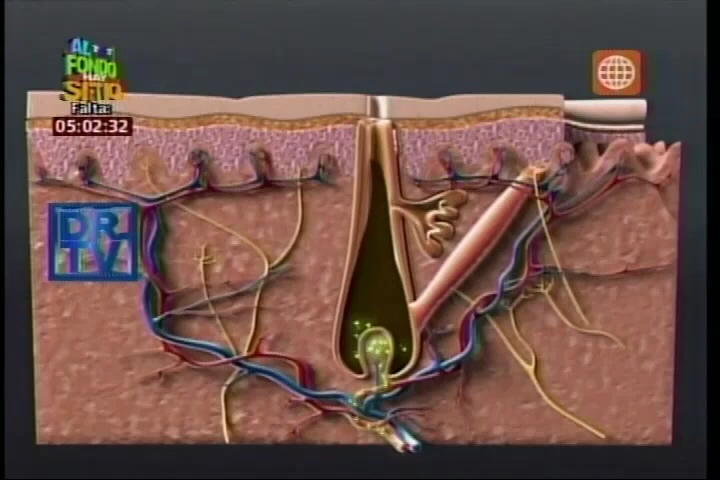 AL
FONDO
HAY
SITIO
Falta:
05:02:32
DR.
TV